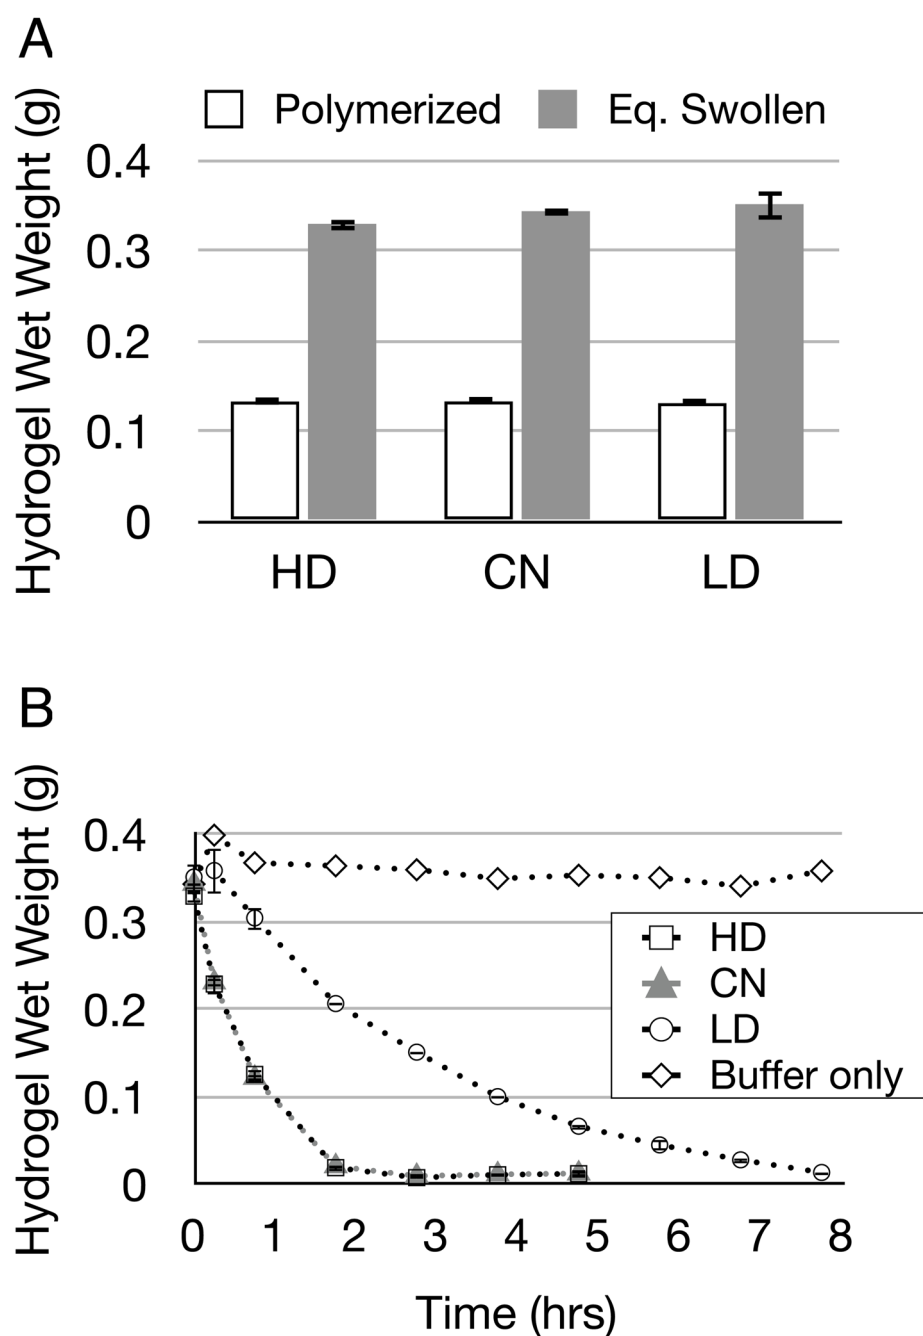 A
Hydrogel Wet Weight (g)
Polymerized Eq. Swollen
0.4
0.3
0.2
0.1
0
HD CN LD
B
Hydrogel Wet Weight (g)
0.4
0.3
0.2
0.1
0
HD
CN
LD
Buffer only
0 1 2 3 4 5 6 7 8
Time (hrs)